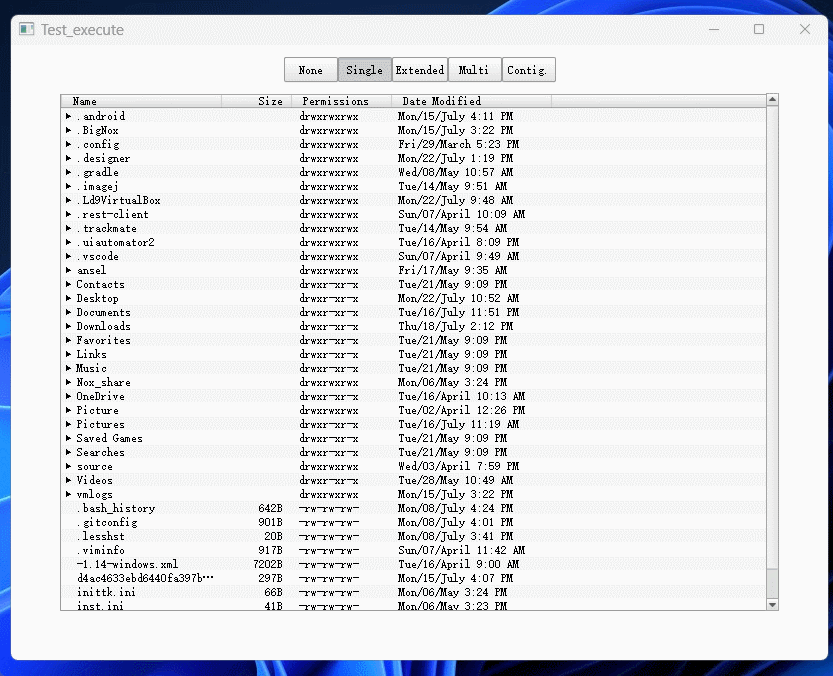 Test_execute
None Single Extended Multi Contig.
Name Size Permissions Date Modified
.android drwxrwxrwx Mon/15/July 4:11 PM
.BigNox drwxrwxrwx Mon/15/July 3:22 PM
.config drwxrwxrwx Fri/29/March 5:23 PM
.designer drwxrwxrwx Mon/22/July 1:19 PM
.gradle drwxrwxrwx Wed/08/May 10:57 AM
.imagej drwxrwxrwx Tue/14/May 9:51 AM
.Ld9VirtualBox drwxrwxrwx Mon/22/July 9:48 AM
.rest-client drwxrwxrwx Sun/07/April 10:09 AM
.trackmate drwxrwxrwx Tue/14/May 9:54 AM
.uiautomator2 drwxrwxrwx Tue/16/April 8:09 PM
.vscode drwxrwxrwx Sun/07/April 9:49 AM
ansel drwxrwxrwx Fri/17/May 9:35 AM
Contacts drwxr-xr-x Tue/21/May 9:09 PM
Desktop drwxr-xr-x Mon/22/July 10:52 AM
Documents drwxr-xr-x Tue/16/July 11:51 PM
Downloads drwxr-xr-x Thu/18/July 2:12 PM
Favorites drwxr-xr-x Tue/21/May 9:09 PM
Links drwxr-xr-x Tue/21/May 9:09 PM
Music drwxr-xr-x Tue/21/May 9:09 PM
Nox_share drwxrwxrwx Mon/06/May 3:24 PM
OneDrive drwxr-xr-x Tue/16/April 10:13 AM
Picture drwxrwxrwx Tue/02/April 12:26 PM
Pictures drwxr-xr-x Tue/16/July 11:19 AM
Saved Games drwxr-xr-x Tue/21/May 9:09 PM
Searches drwxr-xr-x Tue/21/May 9:09 PM
source drwxrwxrwx Wed/03/April 7:59 PM
Videos drwxr-xr-x Tue/28/May 10:49 AM
vmlogs drwxrwxrwx Mon/15/July 3:22 PM
.bash_history 642B -rw-rw-rw- Mon/08/July 4:24 PM
.gitconfig 901B -rw-rw-rw- Mon/08/July 4:01 PM
.lesshst 20B -rw-rw-rw- Mon/08/July 3:41 PM
.viminfo 917B -rw-rw-rw- Sun/07/April 11:42 AM
-1.14-windows.xml 7202B -rw-rw-rw- Tue/16/April 9:00 AM
d4ac4633ebd6440fa397b… 297B -rw-rw-rw- Mon/15/July 4:07 PM
inittk.ini 66B -rw-rw-rw- Mon/06/May 3:24 PM
inst.ini 41B -rw-rw-rw- Mon/06/May 3:23 PM